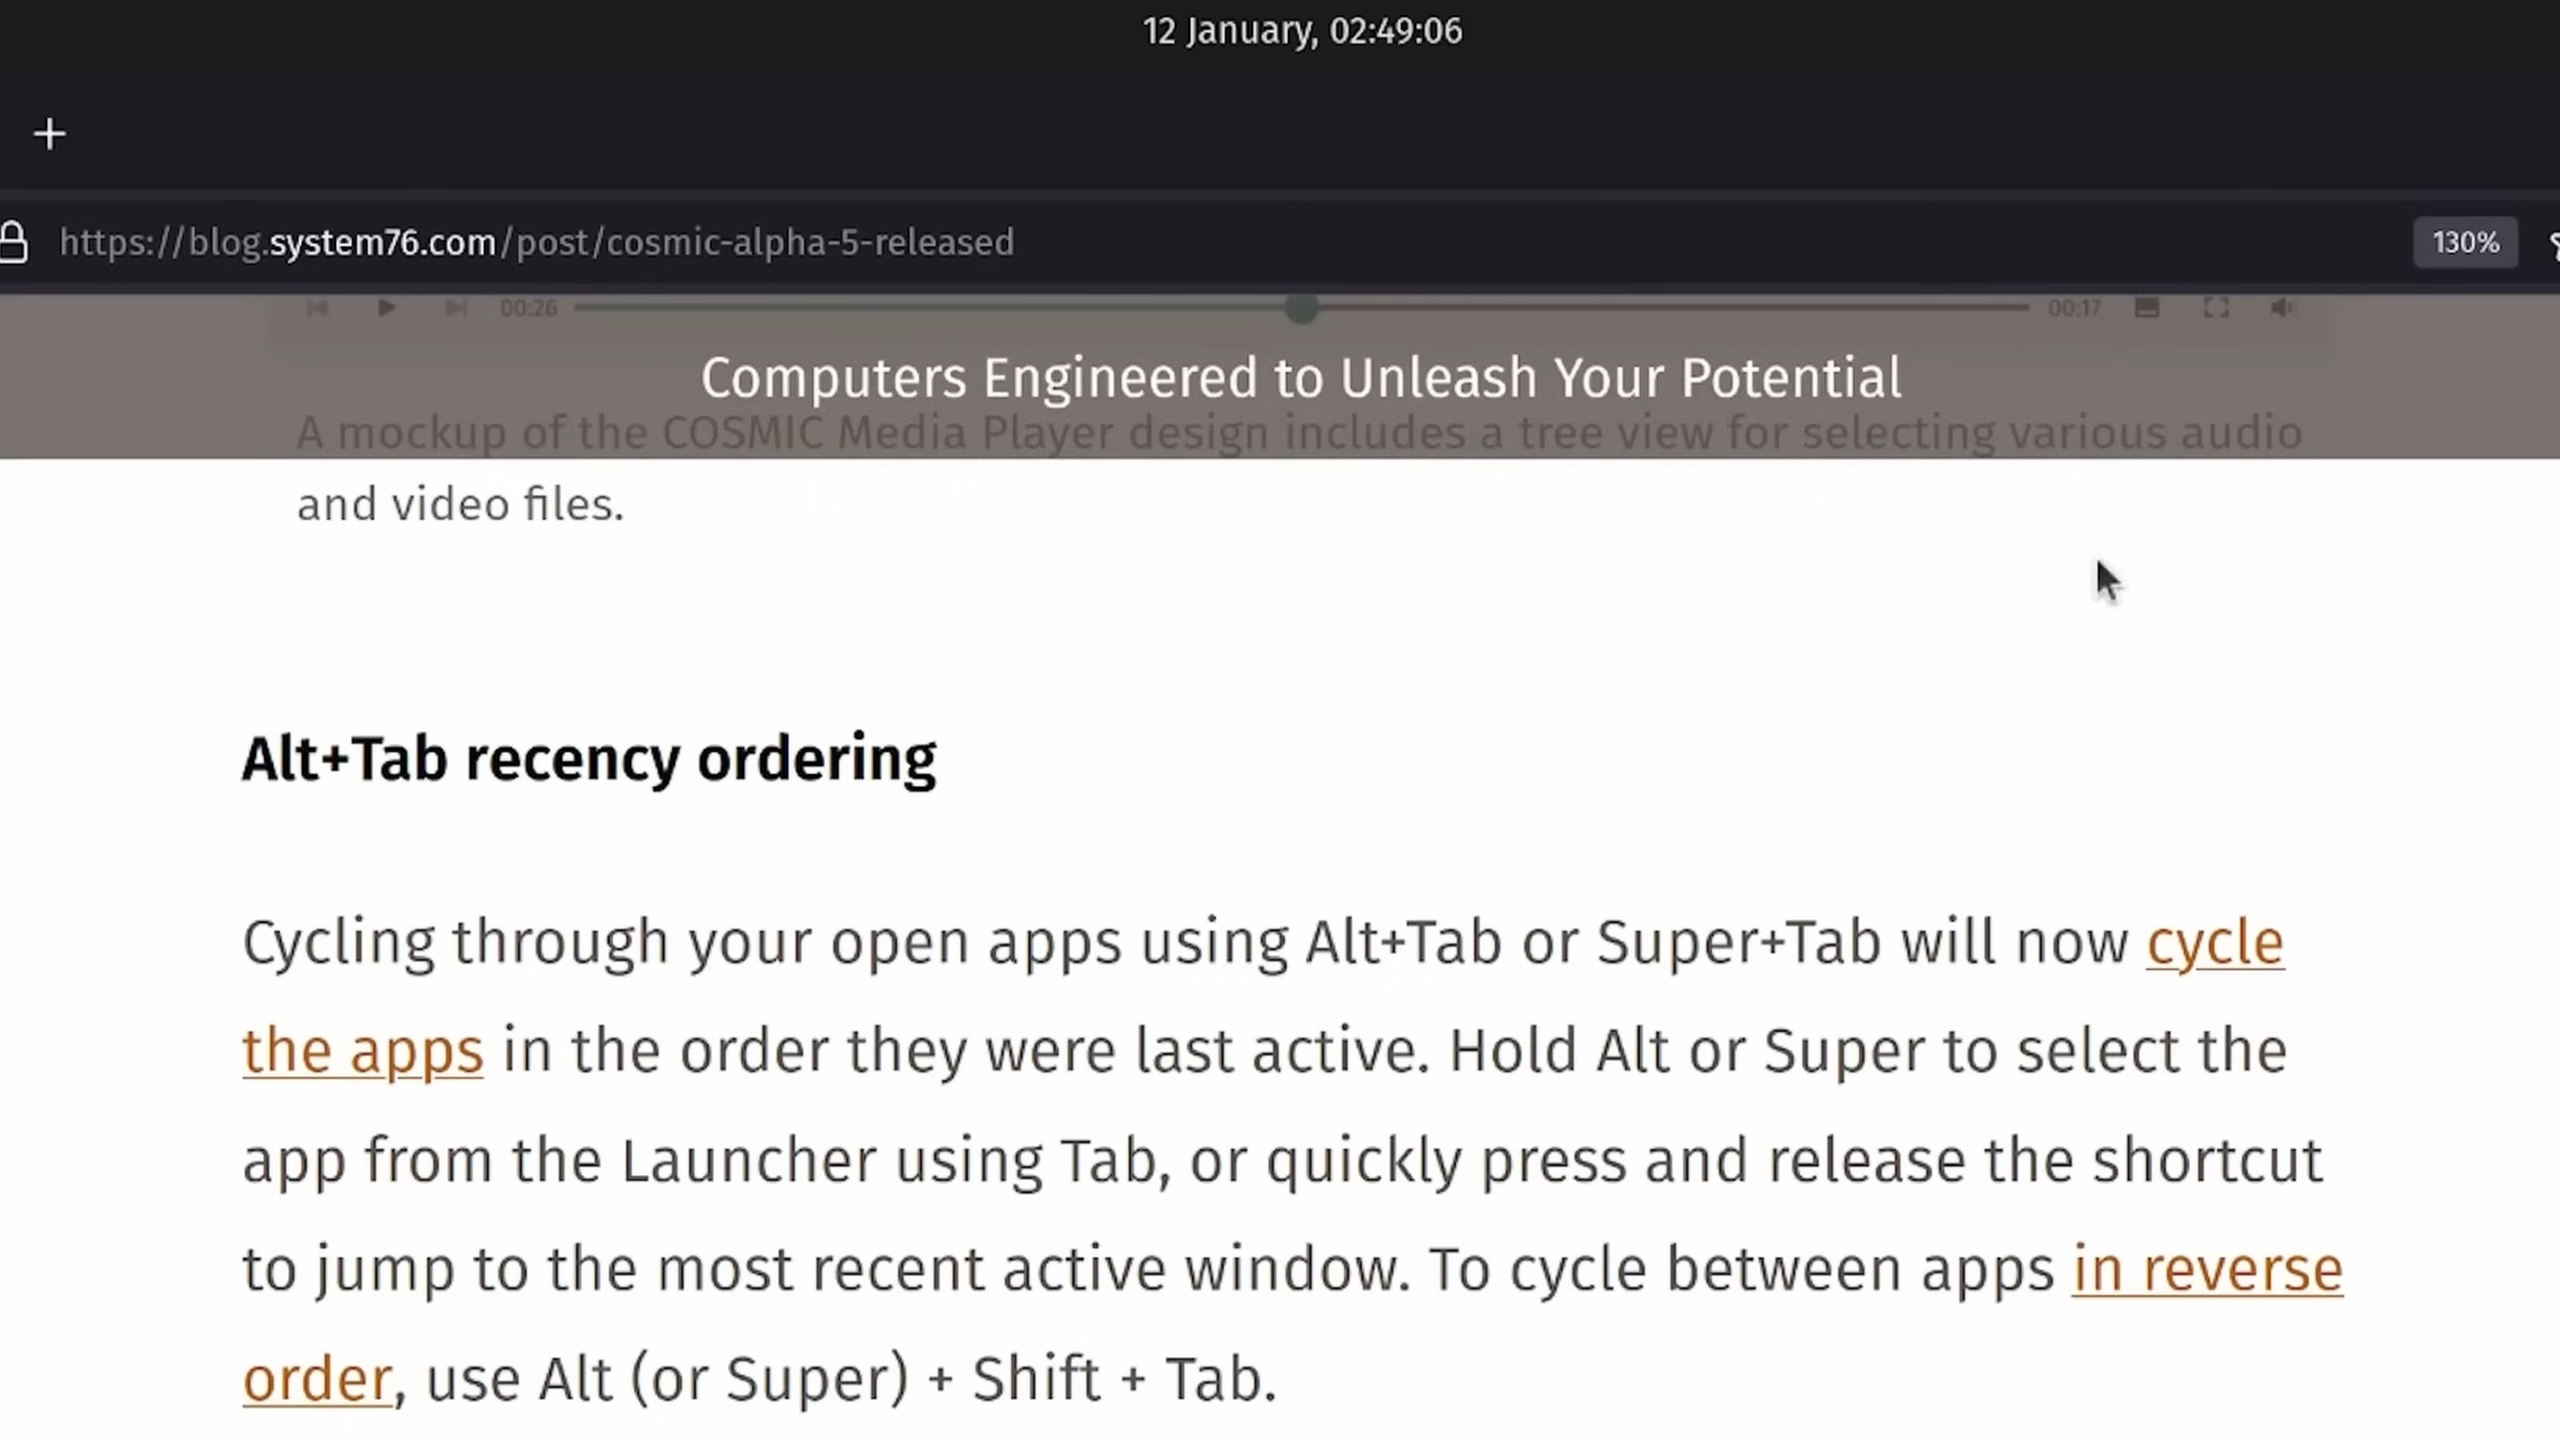 12 January, 02:49:06
https://blog.system76.com/post/cosmic-alpha-5-released
130%
00:26
00:17
Computers Engineered to Unleash Your Potential
A mockup of the COSMIC Media Player design includes a tree view for selecting various audio
and video files.
Alt+Tab recency ordering
Cycling through your open apps using Alt+Tab or Super+Tab will now cycle
the apps in the order they were last active. Hold Alt or Super to select the
app from the Launcher using Tab, or quickly press and release the shortcut
to jump to the most recent active window. To cycle between apps in reverse
order, use Alt (or Super) + Shift + Tab.